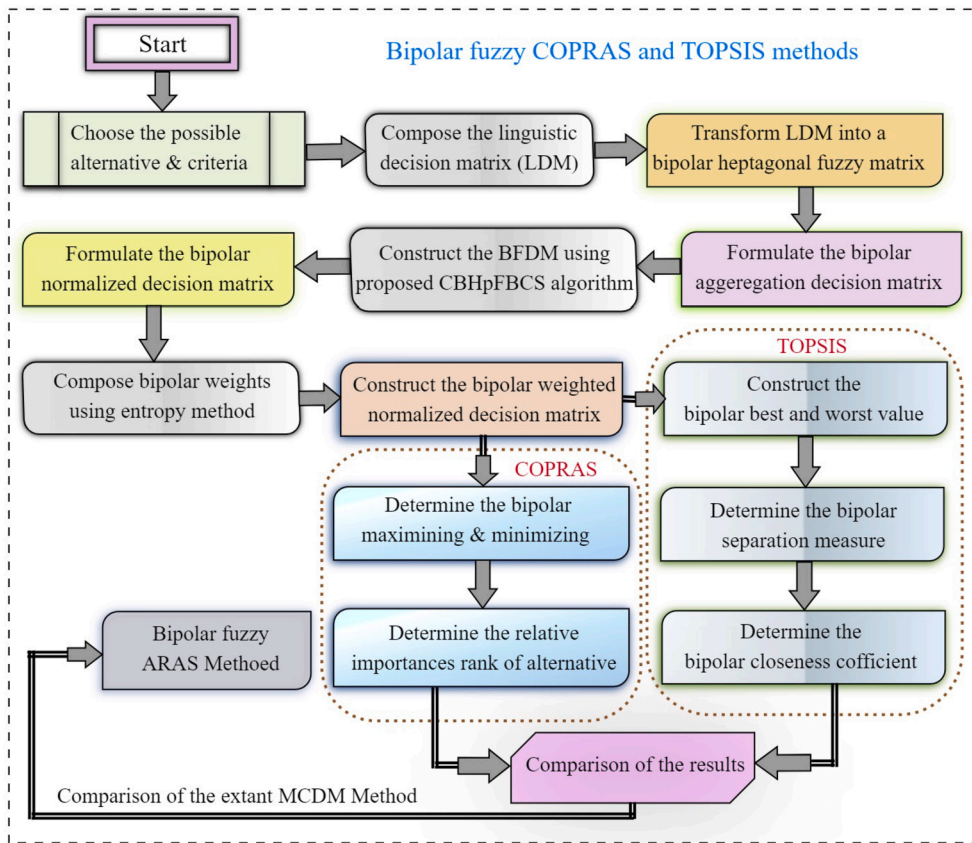 Start
Bipolar fuzzy COPRAS and TOPSIS methods
Choose the possible
alternative & criteria
Compose the linguistic
decision matrix (LDM)
Transform LDM into a
bipolar heptagonal fuzzy matrix
Formulate the bipolar
aggeregation decision matrix
Construct the BFDM using
proposed CBHpFBCS algorithm
Formulate the bipolar
normalized decision matrix
Compose bipolar weights
using entropy method
Construct the bipolar weighted
normalized decision matrix
TOPSIS
Construct the
bipolar best and worst value
Determine the bipolar
separation measure
Determine the
bipolar closeness cofficient
COPRAS
Determine the bipolar
maximining & minimizing
Determine the relative
importances rank of alternative
Bipolar fuzzy
ARAS Methoed
Comparison of the results
Comparison of the extant MCDM Method